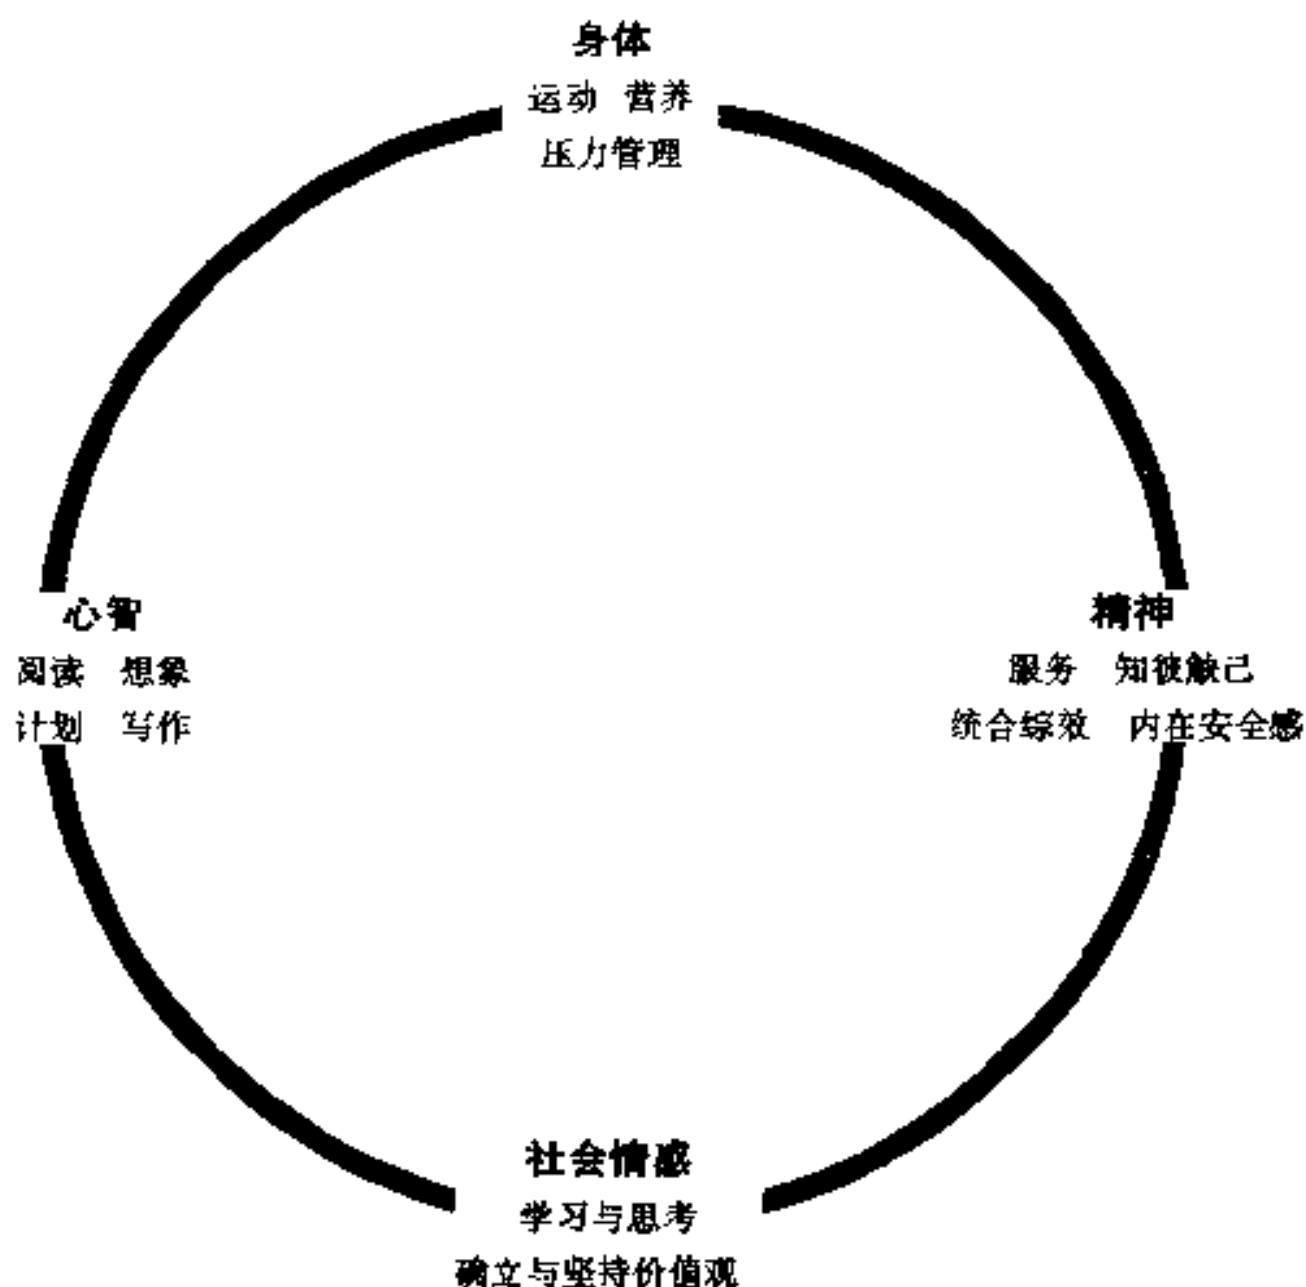 身体
运动 营养
压力管理
心智
阅读 想象
计划 写作
精神
服务 知彼触己
统合综效 内在安全感
社会情感
学习与思考
确立与坚持价值观